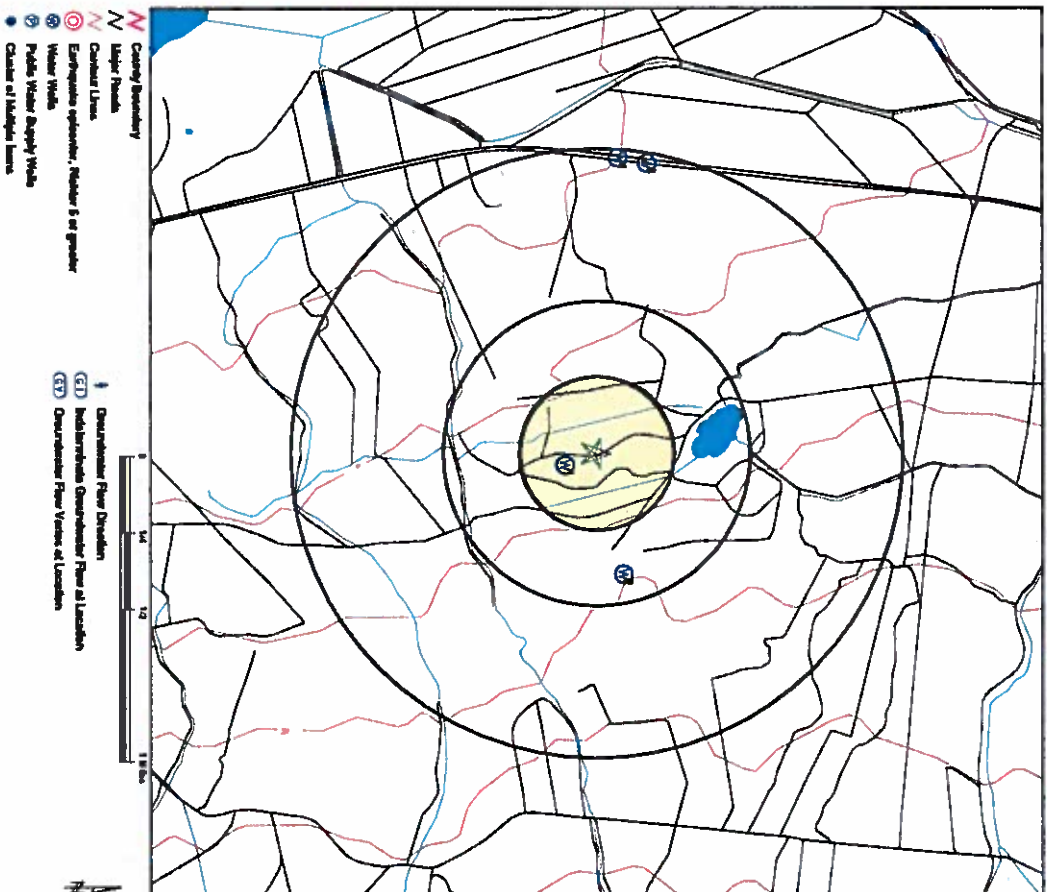 County Boundary
Major Roads
Contour Lines
Earthquake epicenter, Richter 5 or greater
Water Wells
Public Water Supply Wells
Cluster of Multiple Icons
Groundwater Flow Direction
GI Indeterminate Groundwater Flow at Location
GV Groundwater Flow Varies at Location
0 1/4 1/2 1 Miles
W
W